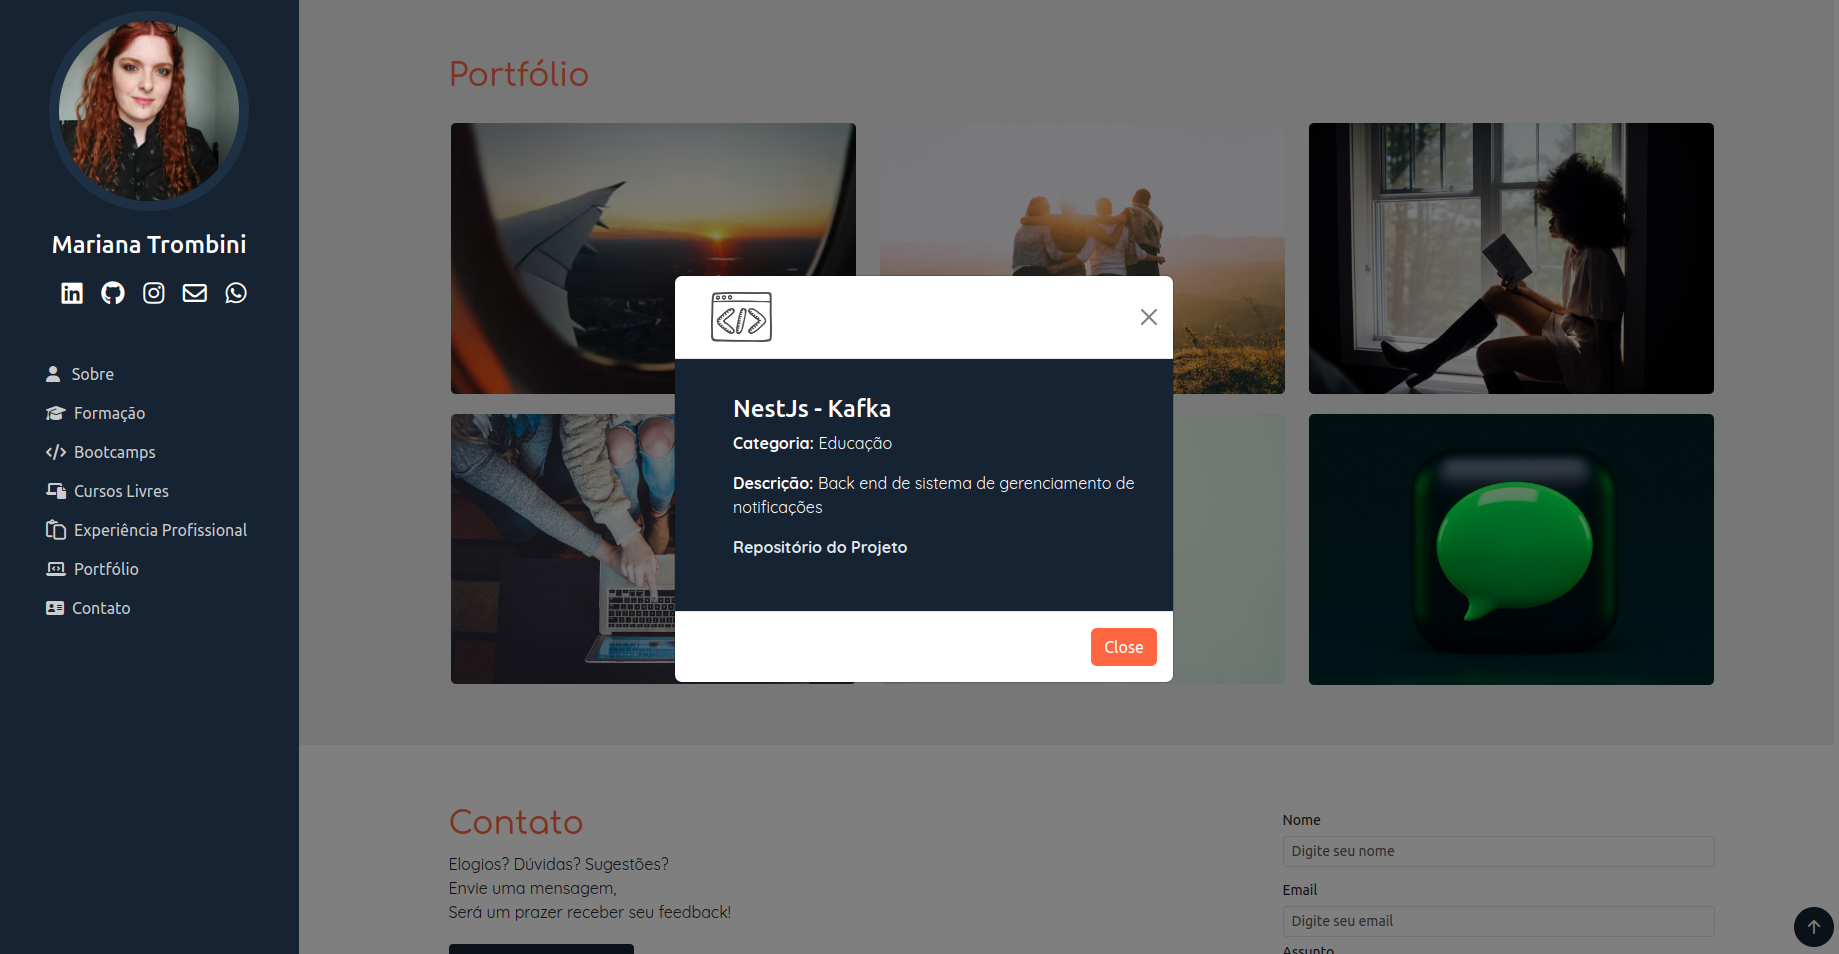 Mariana Trombini
Sobre
Formação
Bootcamps
Cursos Livres
Experiência Profissional
Portfólio
Contato
Portfólio
NestJs - Kafka
Categoria: Educação
Descrição: Back end de sistema de gerenciamento de
notificações
Repositório do Projeto
Close
Contato
Elogios? Dúvidas? Sugestões?
Envie uma mensagem,
Será um prazer receber seu feedback!
Nome
Digite seu nome
Email
Digite seu email
Assunto